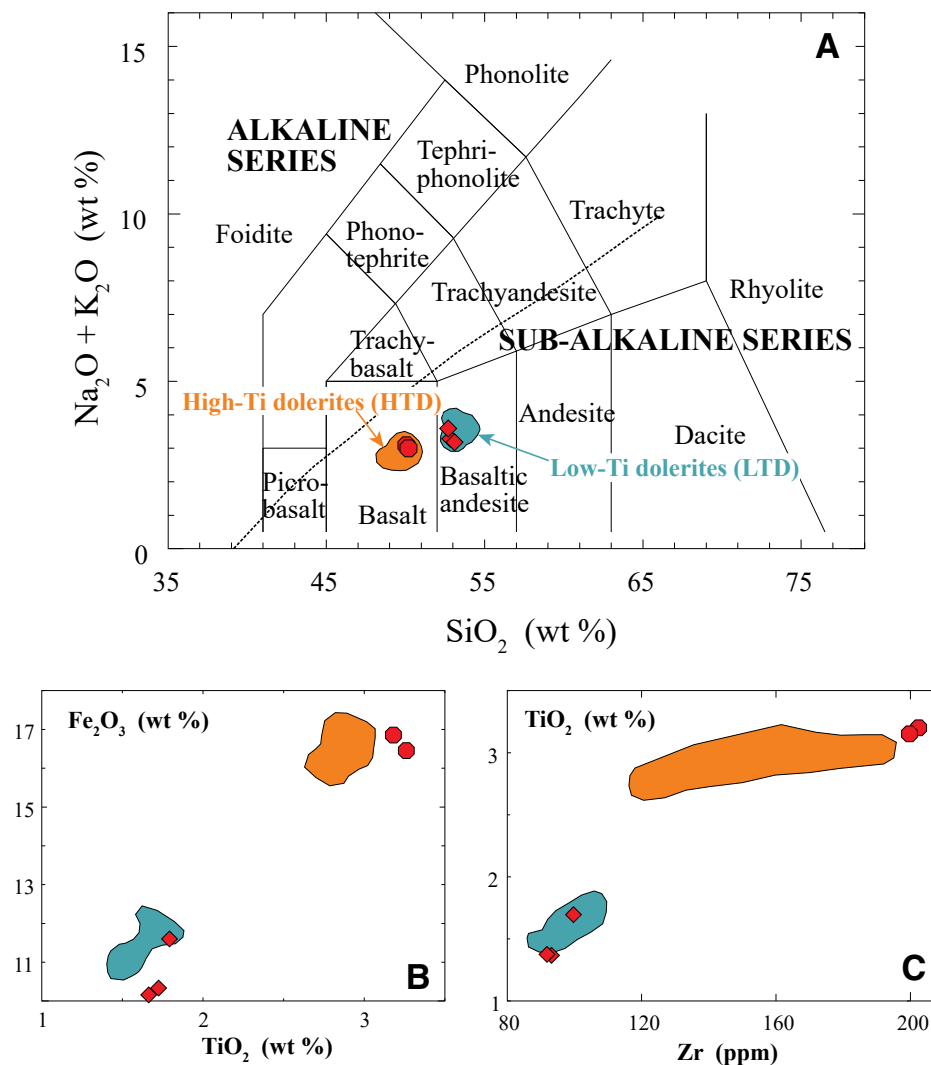 A
Phonolite
ALKALINE
SERIES
Tephri-
phonolite
Trachyte
Foidite
Phono-
tephrite
Trachyandesite
Rhyolite
Trachy-
basalt
SUB-ALKALINE SERIES
High-Ti dolerites (HTD)
Andesite
Dacite
Low-Ti dolerites (LTD)
Basaltic
andesite
Picro-
basalt
Basalt
15
10
5
0
Na₂O + K₂O (wt %)
35 45 55 65 75
SiO₂ (wt %)
Fe₂O₃ (wt %)
17
15
13
11
B
1 2 3
TiO₂ (wt %)
TiO₂ (wt %)
3
2
1
C
80 120 160 200
Zr (ppm)